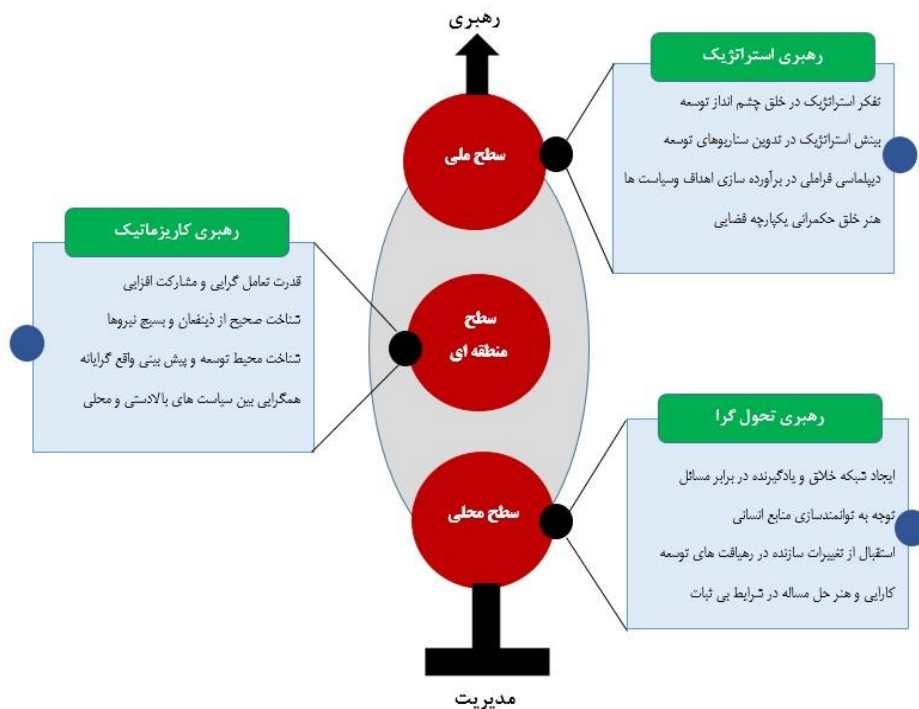 رهبری
رهبری استراتژیک
تفکر استراتژیک در خلق چشم انداز توسعه
بینش استراتژیک در تدوین سناریوهای توسعه
دیپلماسی فراملی در برآورده سازی اهداف وسیاست ها
هنر خلق حکمرانی یکپارچه فضایی
سطح ملی
رهبری کاریزماتیک
قدرت تعامل گرایی و مشارکت افزایی
شناخت صحیح از ذینفعان و بسیج نیروها
شناخت محیط توسعه و پیش بینی واقع گرایانه
همگرایی بین سیاست های بالادستی و محلی
سطح
منطقه ای
رهبری تحول گرا
ایجاد شبکه خلاق و یادگیرنده در برابر مسائل
توجه به توانمندسازی منابع انسانی
استقبال از تغییرات سازنده در رهیافت های توسعه
کارایی و هنر حل مساله در شرایط بی ثبات
سطح محلی
مدیریت